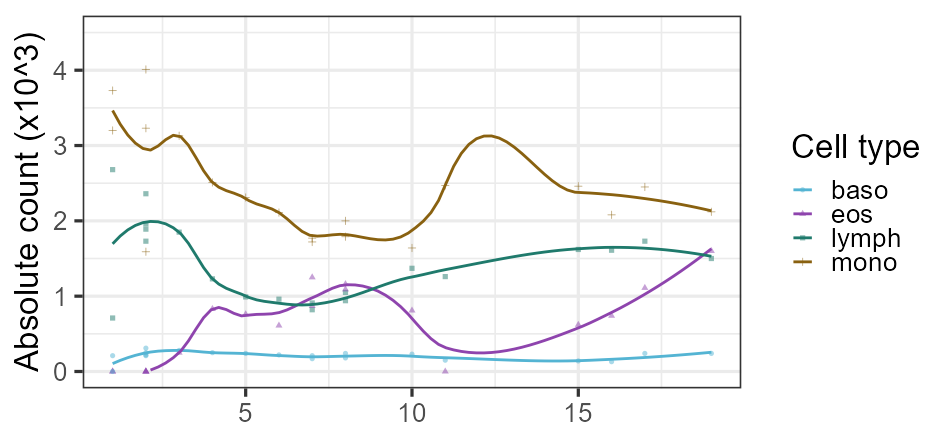 Absolute count (x10^3)
4
3
2
1
0
5
10
15
Cell type
baso
eos
lymph
mono